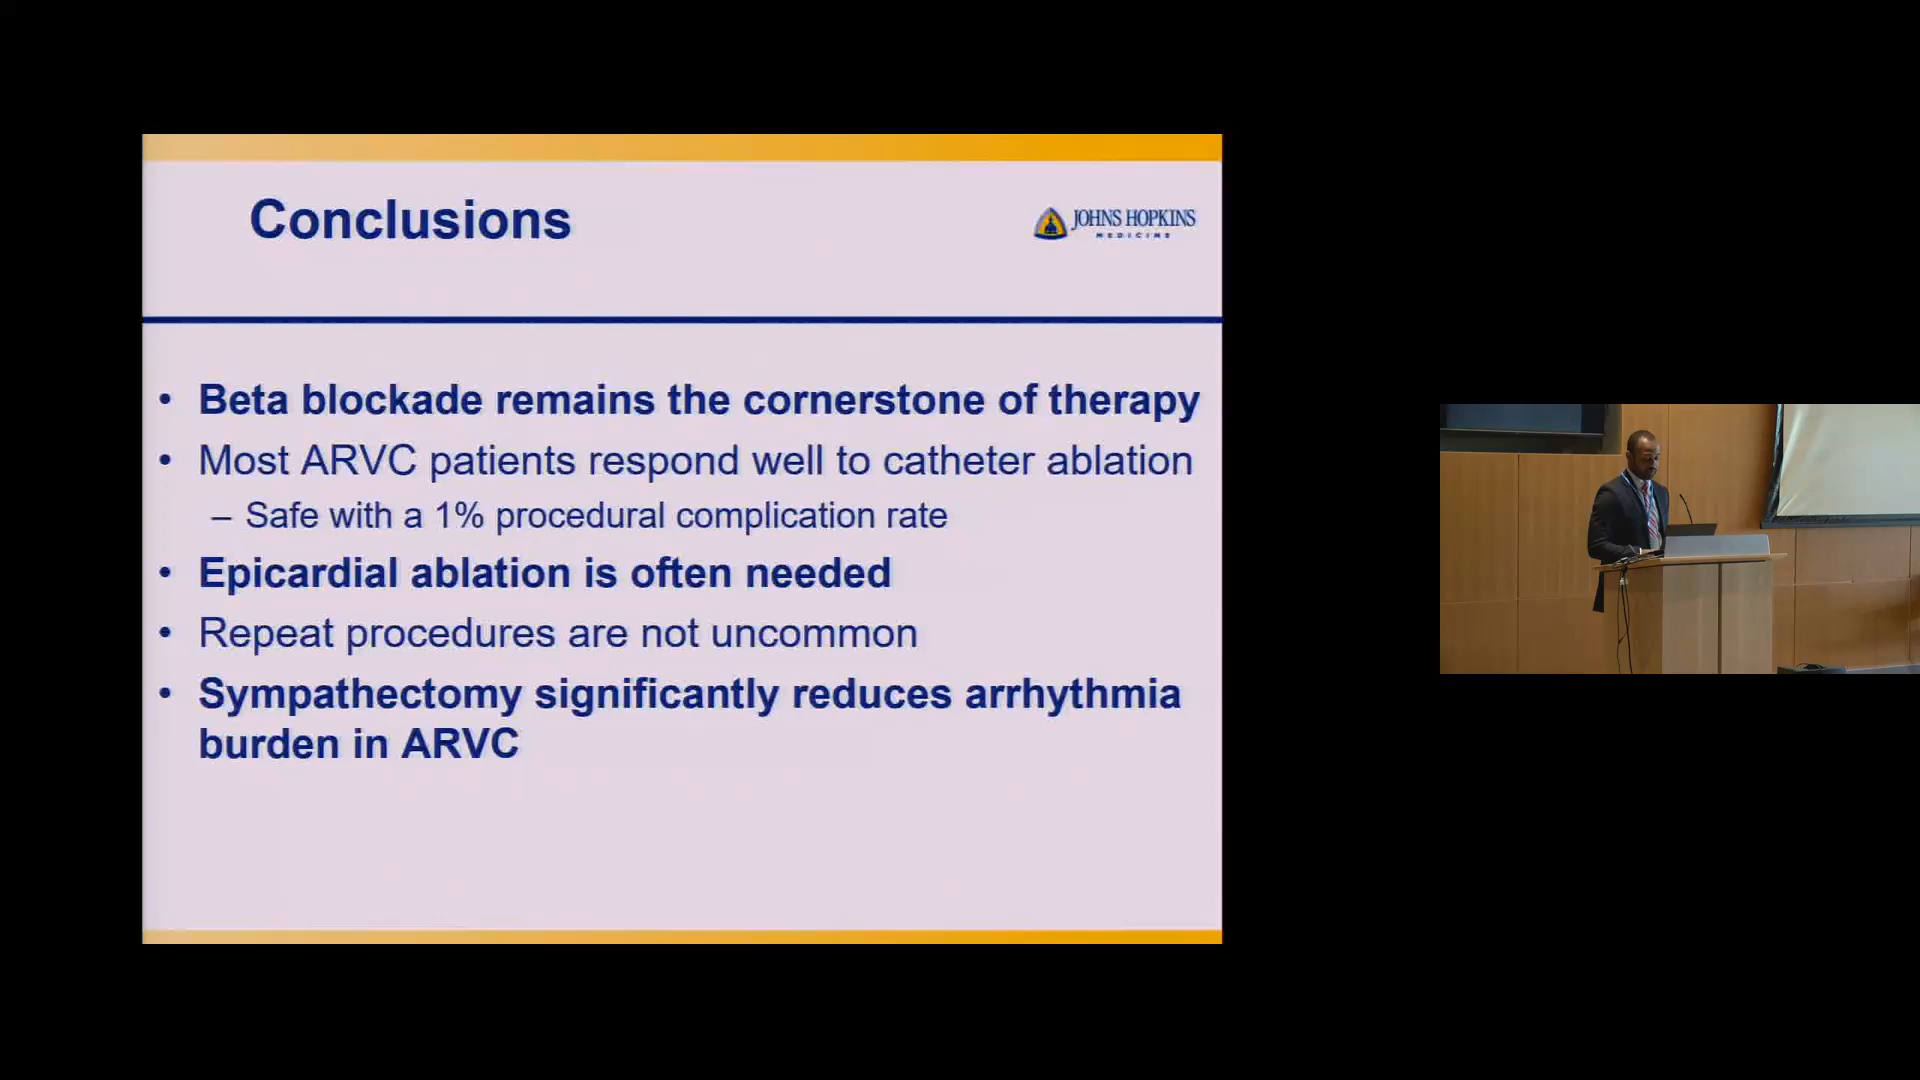 Conclusions
JOHNS HOPKINS
MEDICINE
• Beta blockade remains the cornerstone of therapy
• Most ARVC patients respond well to catheter ablation
– Safe with a 1% procedural complication rate
• Epicardial ablation is often needed
• Repeat procedures are not uncommon
• Sympathectomy significantly reduces arrhythmia
burden in ARVC